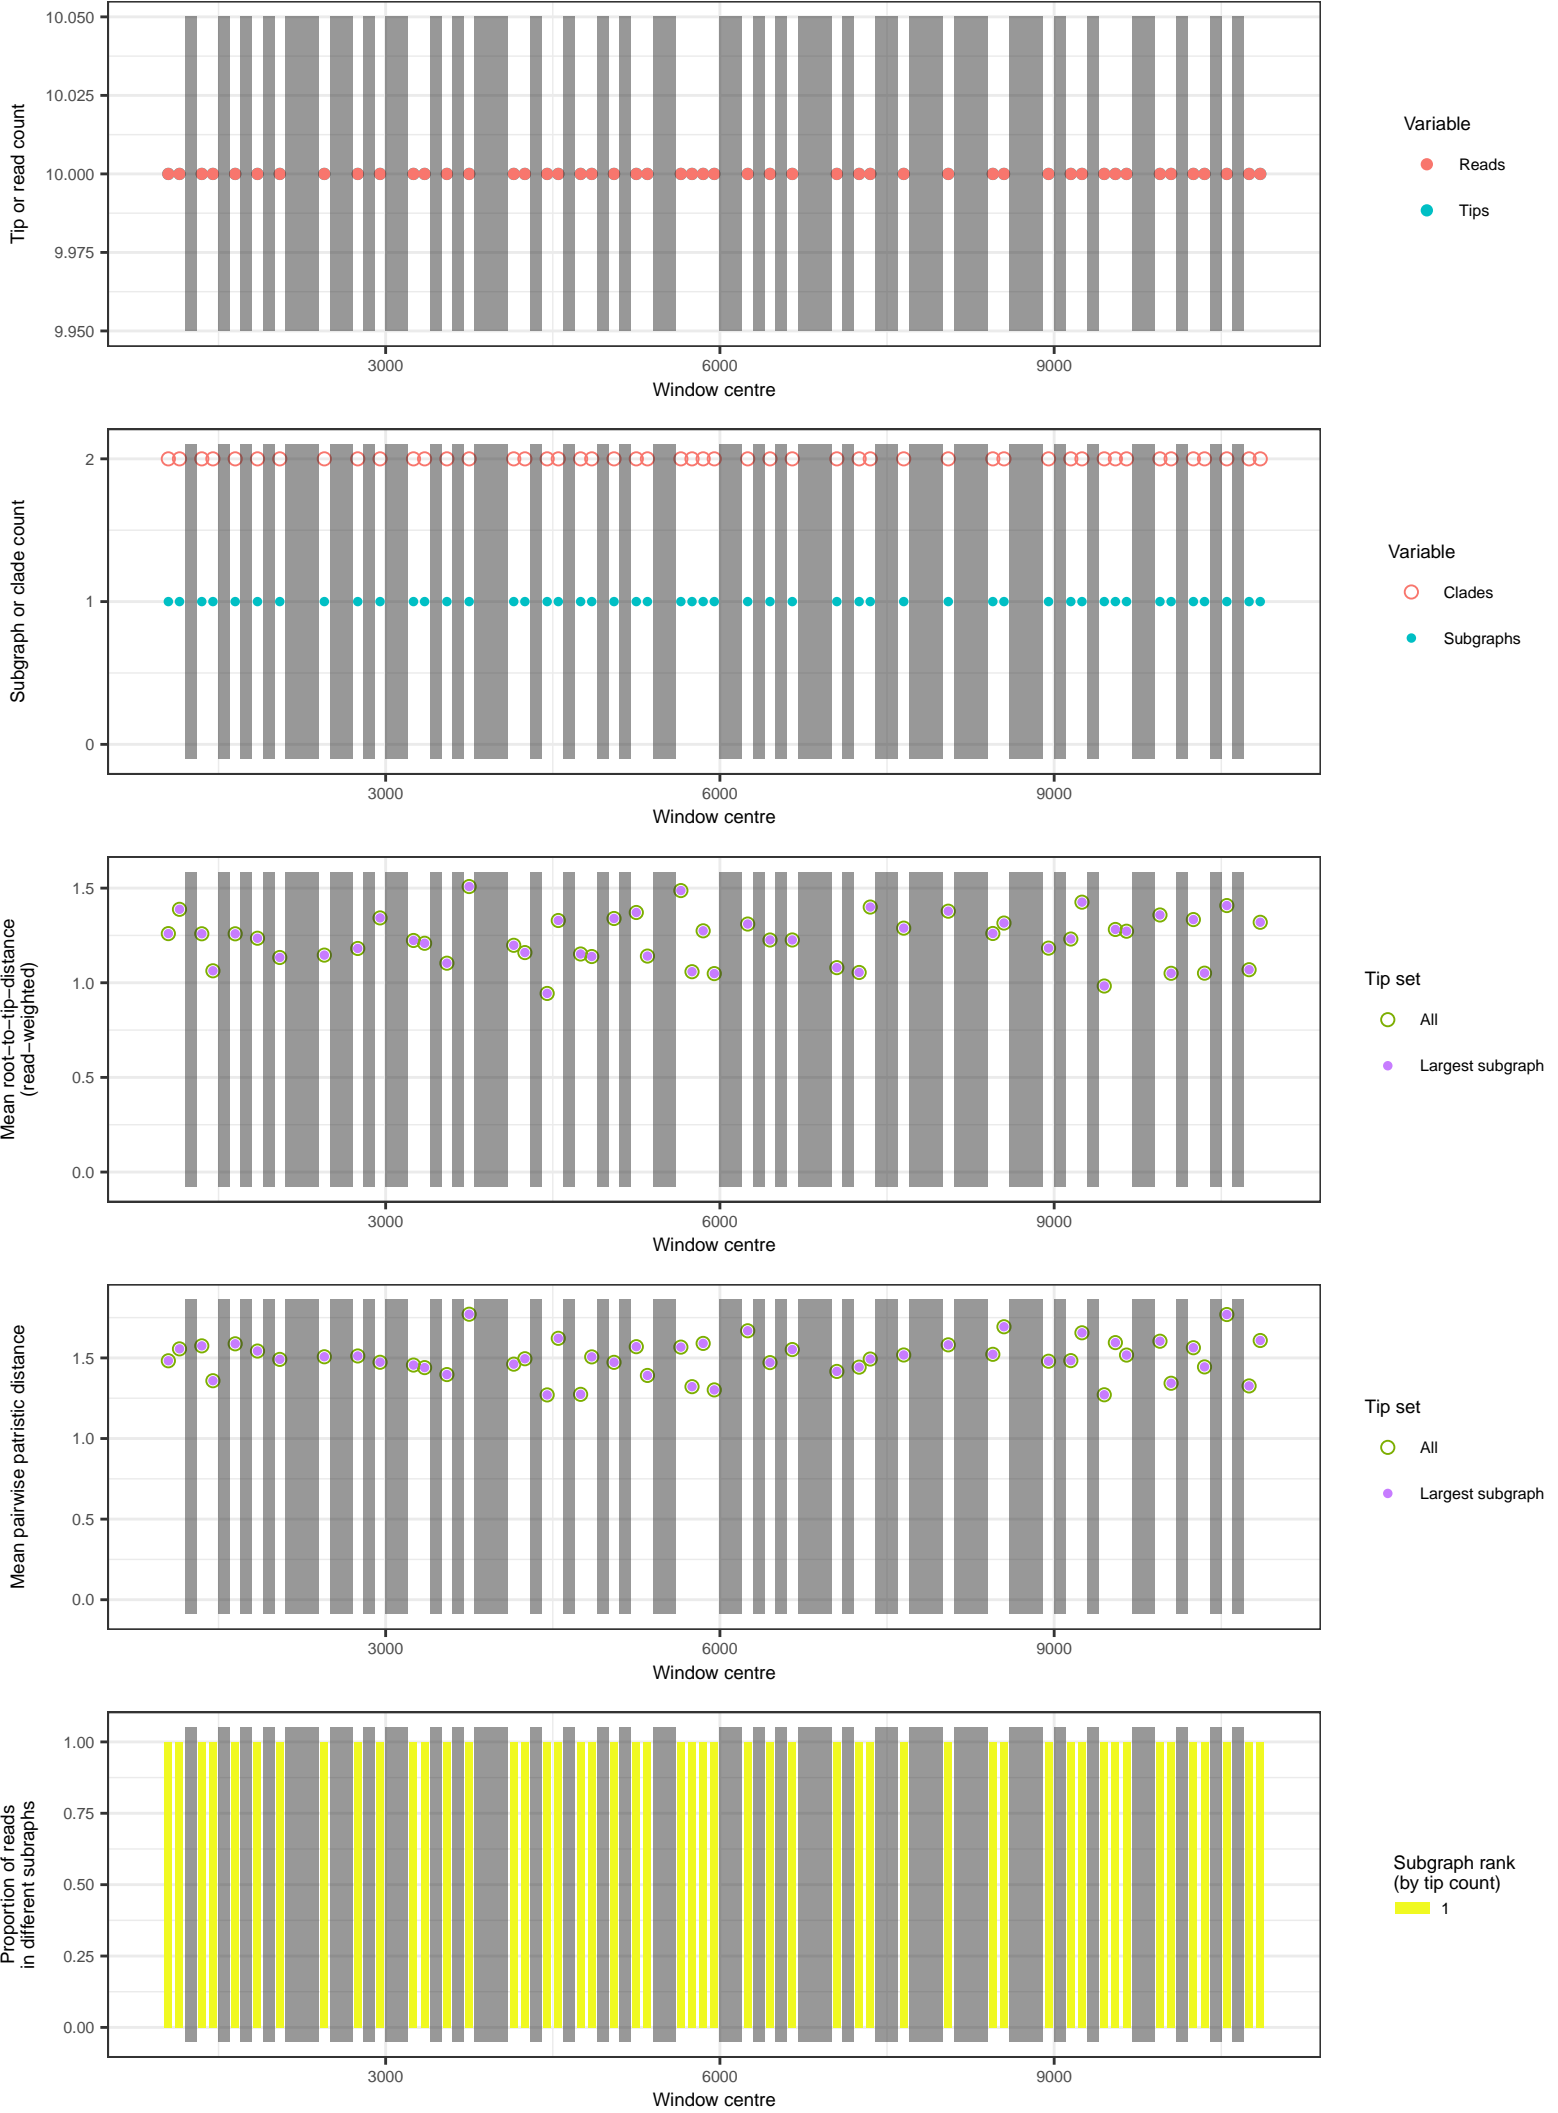 10.050
10.025
10.000
9.975
9.950
Tip or read count
3000
6000
9000
Window centre
Variable
Reads
Tips
2
1
0
Subgraph or clade count
3000
6000
9000
Window centre
Variable
Clades
Subgraphs
1.5
1.0
0.5
0.0
Mean root−to−tip−distance
(read−weighted)
3000
6000
9000
Window centre
Tip set
All
Largest subgraph
1.5
1.0
0.5
0.0
Mean pairwise patristic distance
3000
6000
9000
Window centre
Tip set
All
Largest subgraph
1.00
0.75
0.50
0.25
0.00
Proportion of reads
in different subraphs
3000
6000
9000
Window centre
Subgraph rank
(by tip count)
1